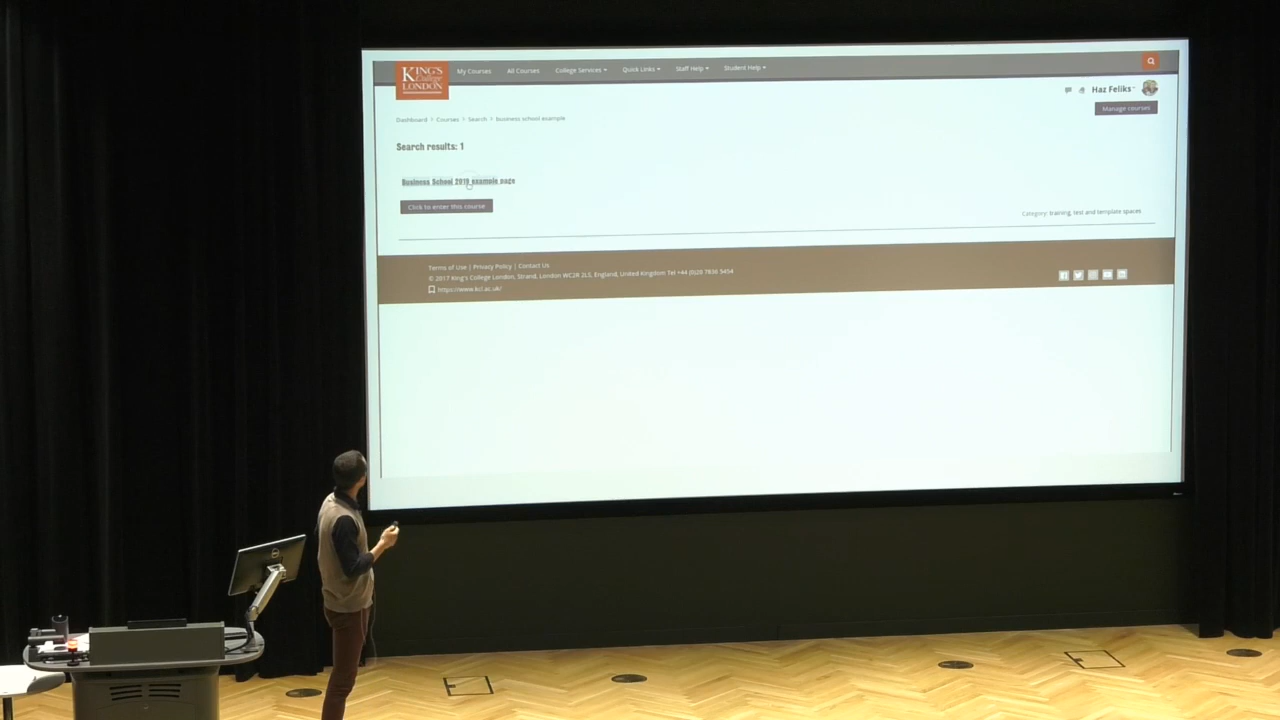 KING'S
College
LONDON
My Courses All Courses College Services Quick Links Staff Help Student Help
Haz Feliks
Manage courses
Dashboard > Courses > Search > business school example
Search results: 1
Business School 2019 example page
Click to enter this course
Category: training, test and template spaces
Terms of Use | Privacy Policy | Contact Us
© 2017 King's College London, Strand, London WC2R 2LS, England, United Kingdom Tel +44 (0)20 7836 5454
https://www.kcl.ac.uk/
DELL